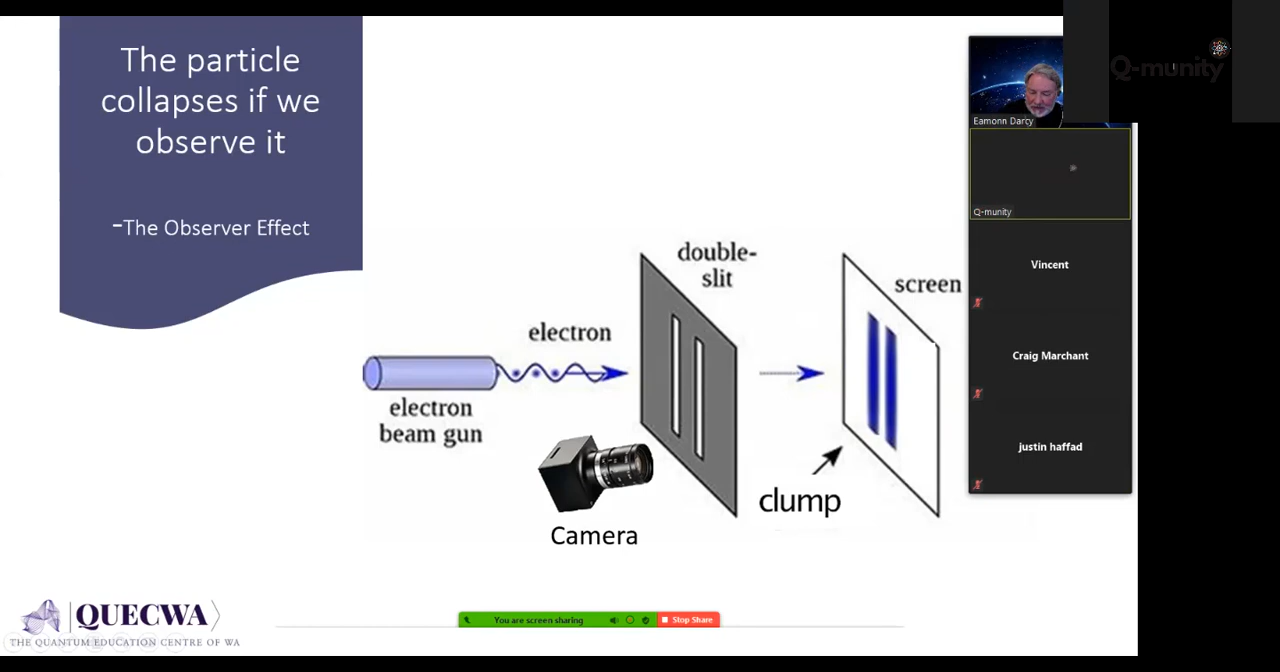 The particle
collapses if we
observe it
-The Observer Effect
double-
slit
screen
electron
electron
beam gun
clump
Camera
QUECWA
THE QUANTUM EDUCATION CENTRE OF WA
You are screen sharing
Stop Share
Q-munity
Eamonn Darcy
Q-munity
Vincent
Craig Marchant
justin haffad